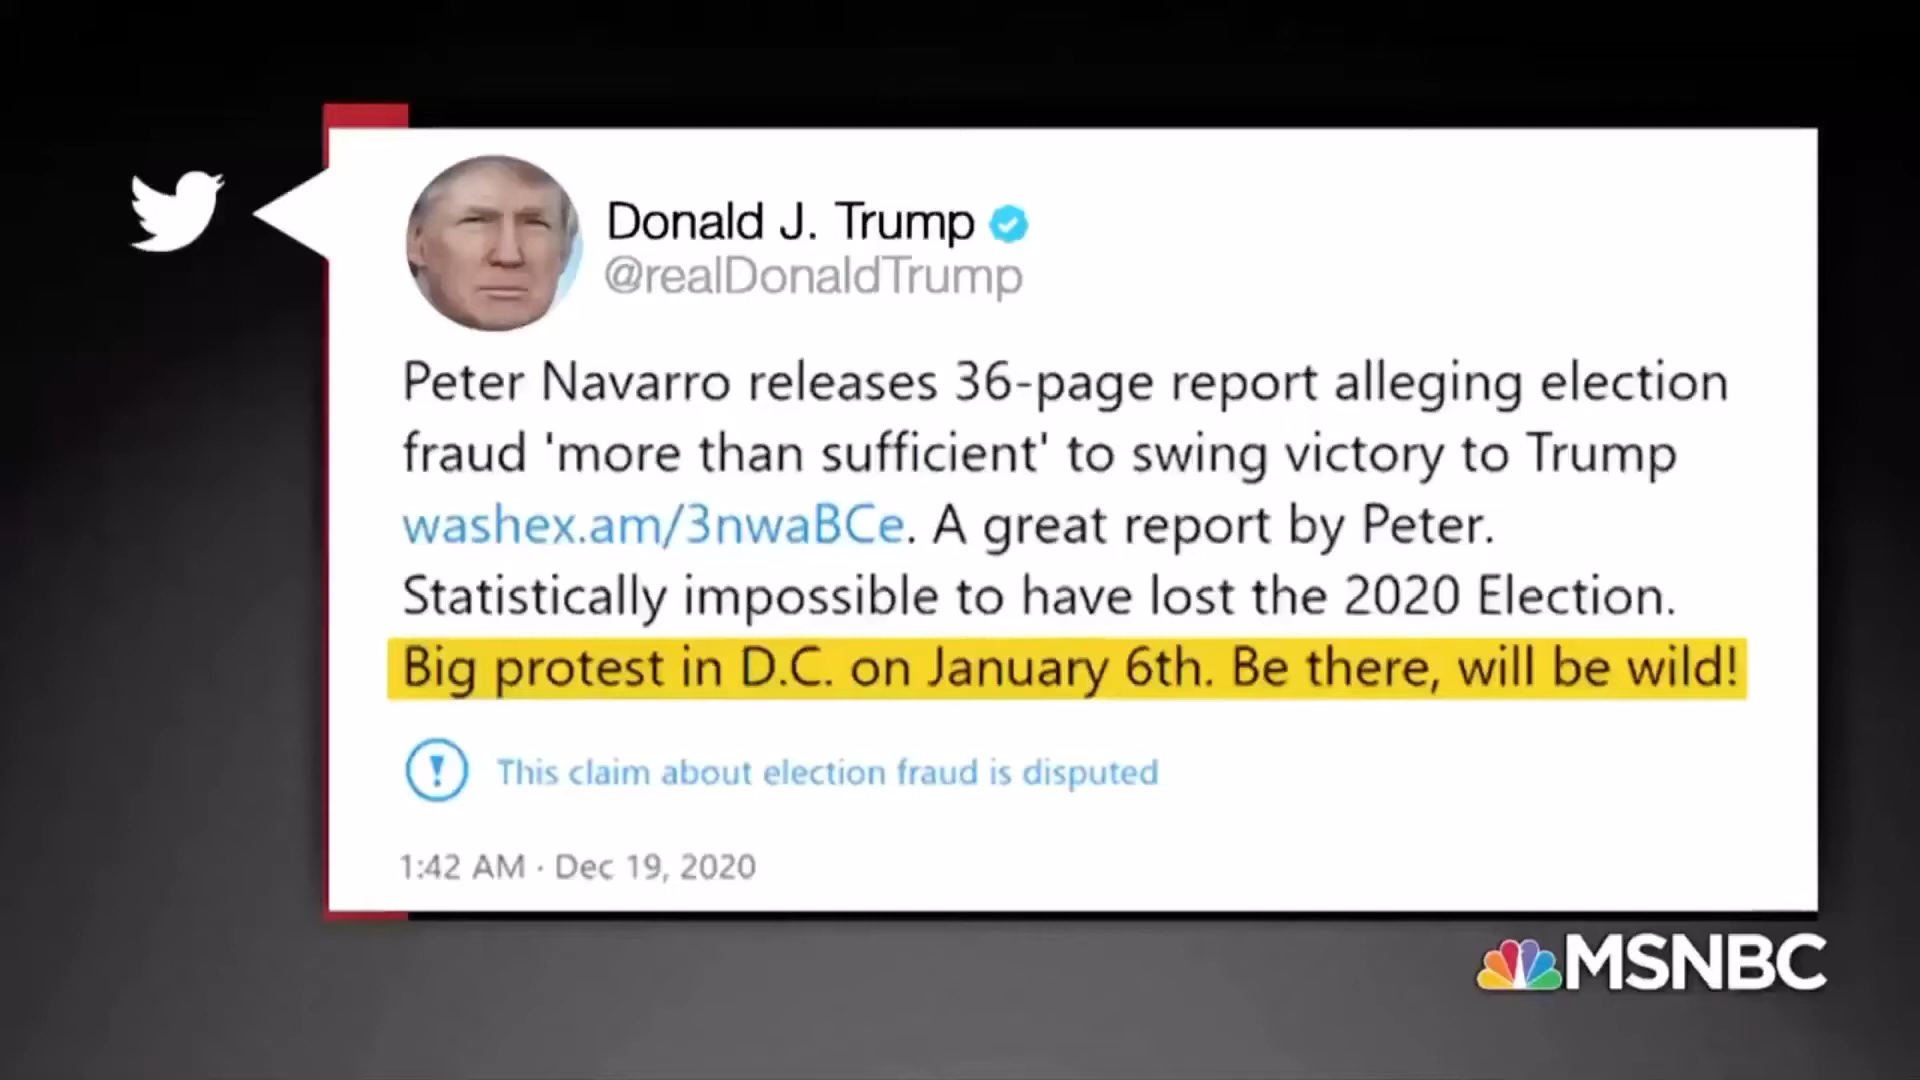 Donald J. Trump
@realDonaldTrump
Peter Navarro releases 36-page report alleging election
fraud 'more than sufficient' to swing victory to Trump
washex.am/3nwaBCe. A great report by Peter.
Statistically impossible to have lost the 2020 Election.
Big protest in D.C. on January 6th. Be there, will be wild!
This claim about election fraud is disputed
1:42 AM · Dec 19, 2020
MSNBC